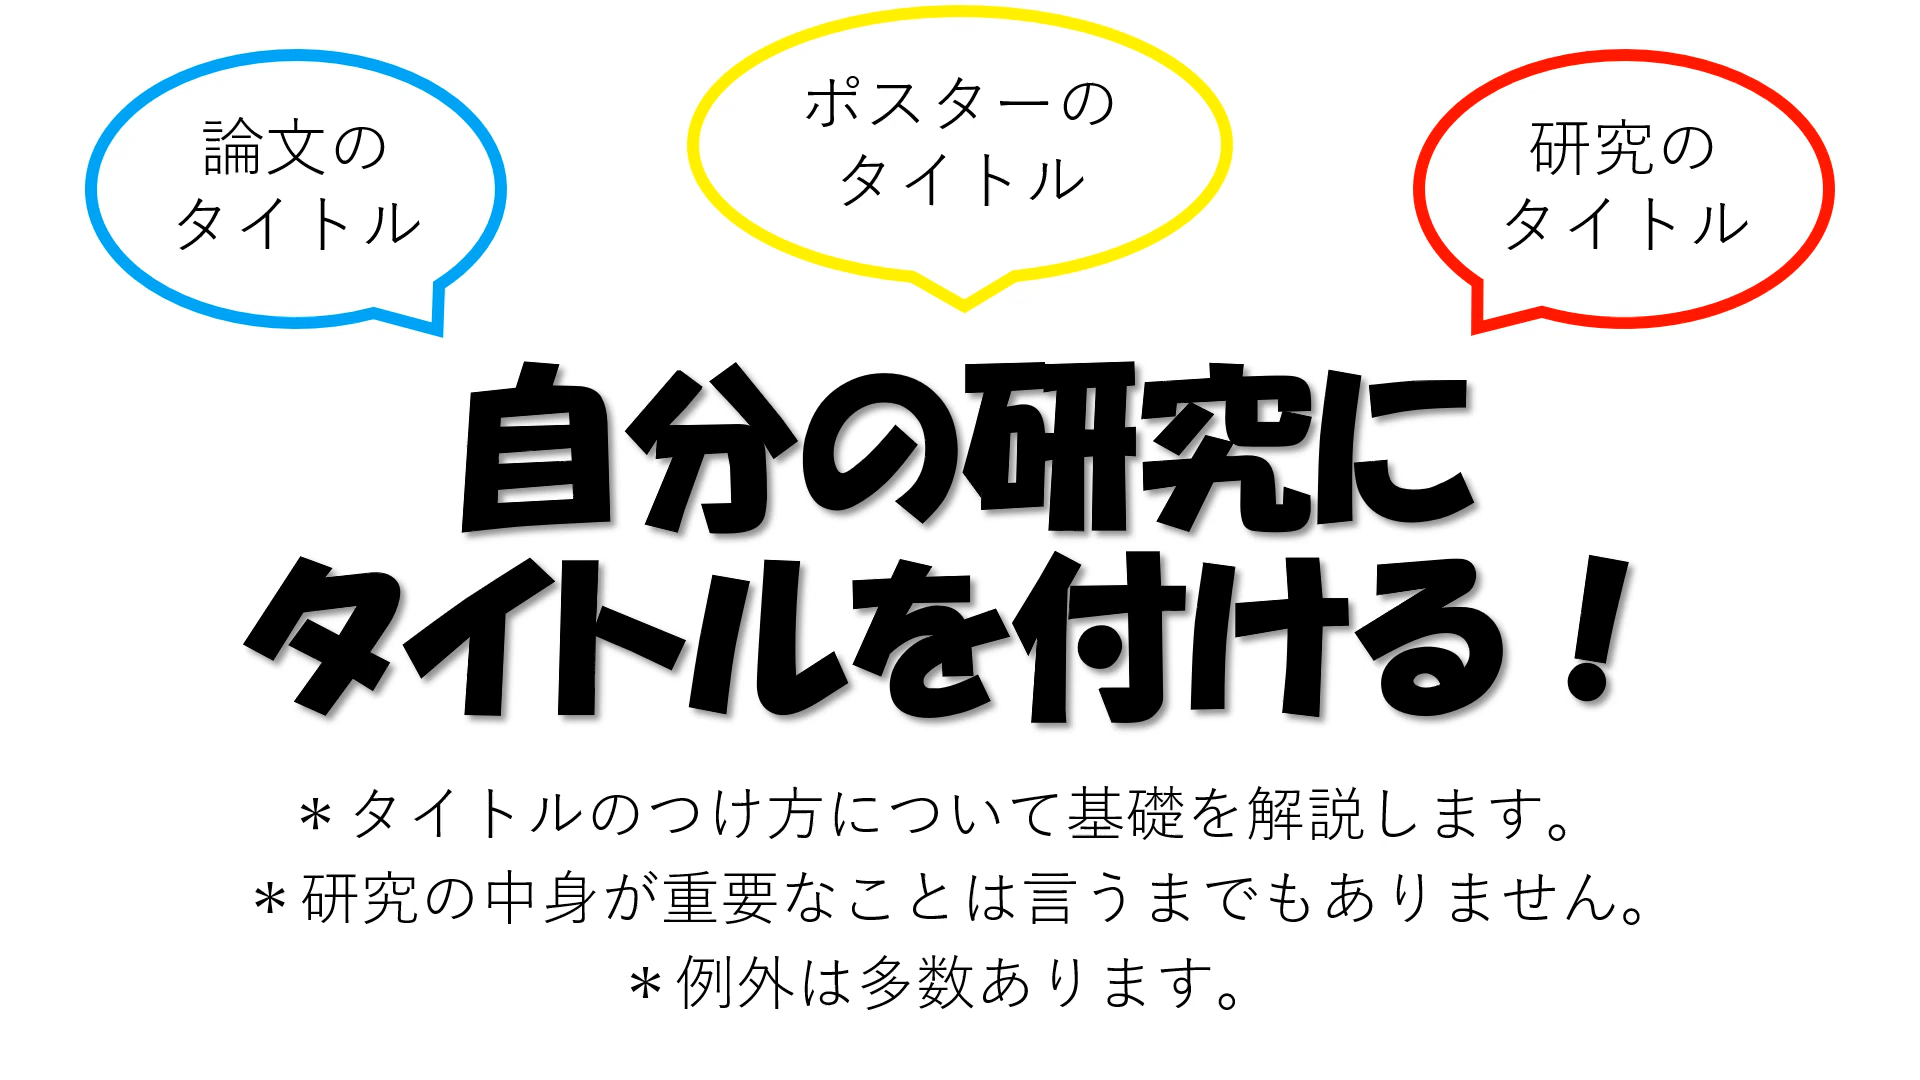 論文の
タイトル
ポスターの
タイトル
研究の
タイトル
自分の研究に
タイトルを付ける！
＊タイトルのつけ方について基礎を解説します。
＊研究の中身が重要なことは言うまでもありません。
＊例外は多数あります。